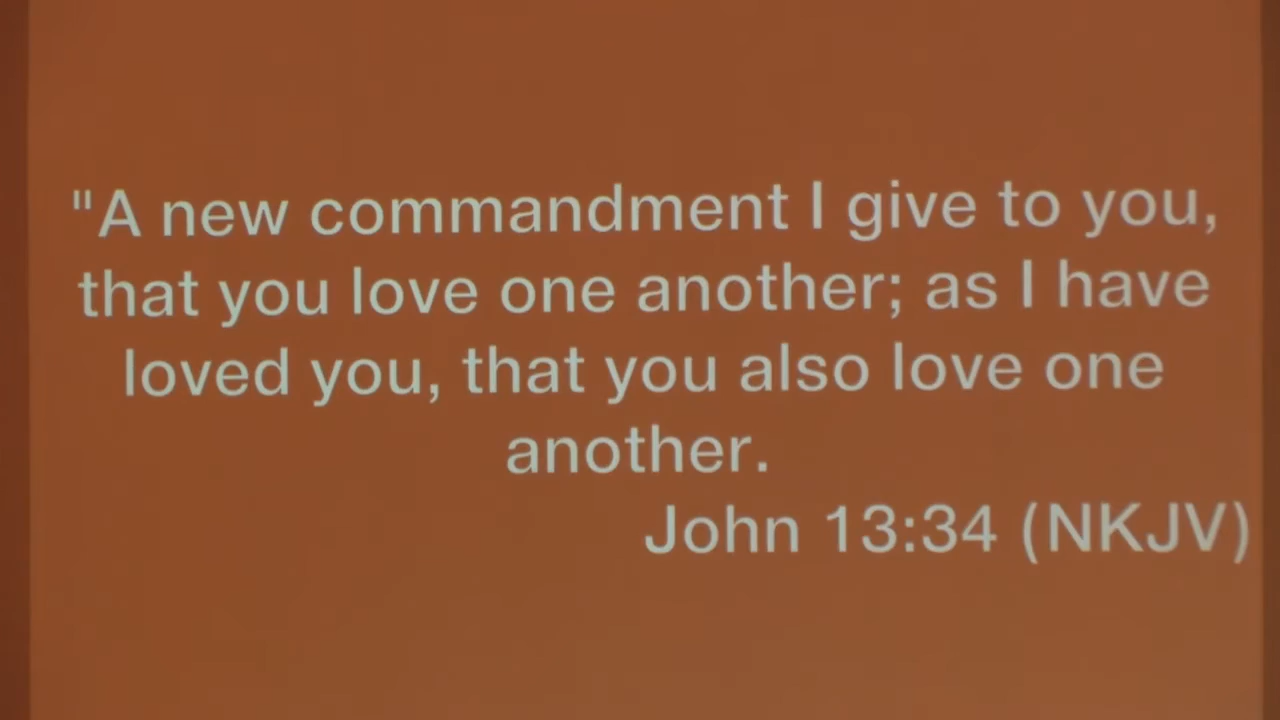 "A new commandment I give to you,
that you love one another; as I have
loved you, that you also love one
another.
John 13:34 (NKJV)